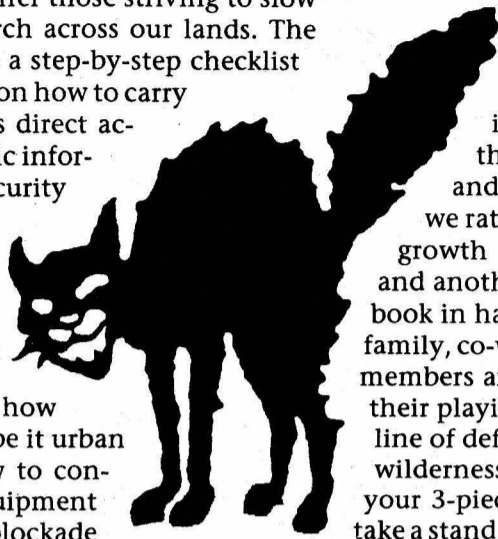 ther those striving to slow
rch across our lands. The
a step-by-step checklist
on how to carry
s direct ac-
ic infor-
curity
how
be it urban
w to con-
uipment
blockade
i
th
and
we rat
growth
and anoth
book in ha
family, co-
members a
their playi
line of def
wilderness
your 3-piec
take a stand